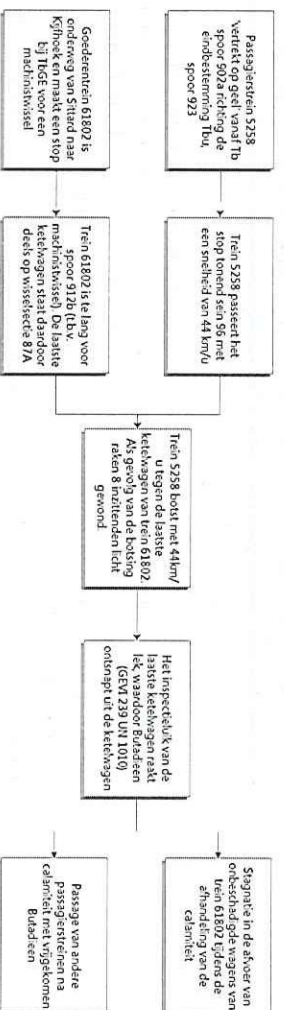 Passagierstrein 5258
vertrekt op geel vanaf Tb
spoor 902a richting de
eindbestemming Tbu,
spoor 923
Trein 5258 passeert het
stop tonend sein 96 met
een snelheid van 44 km/u
Goederentrein 61802 is
onderweg van Sittard naar
Kijfhoek en maakt een stop
bij TbGE voor een
machinistwissel
Trein 61802 is te lang voor
spoor 912b (t.b.v.
machinistwissel). De laatste
ketelwagen staat daardoor
deels op wisselsectie 87A
Trein 5258 botst met 44km/
u tegen de laatste
ketelwagen van trein 61802.
Als gevolg van de botsing
raken 8 inzittenden licht
gewond.
Het inspectieluik van de
laatste ketelwagen raakt
lek, waardoor Butadieen
(GEVI 239 UN 1010)
ontsnapt uit de ketelwagen
Stagnatie in de afvoer van
onbeschadigde wagens van
trein 61802 tijdens de
afhandeling van de
calamiteit
Passage van andere
passagierstreinen na
calamiteit met vrijgekomen
Butadieen